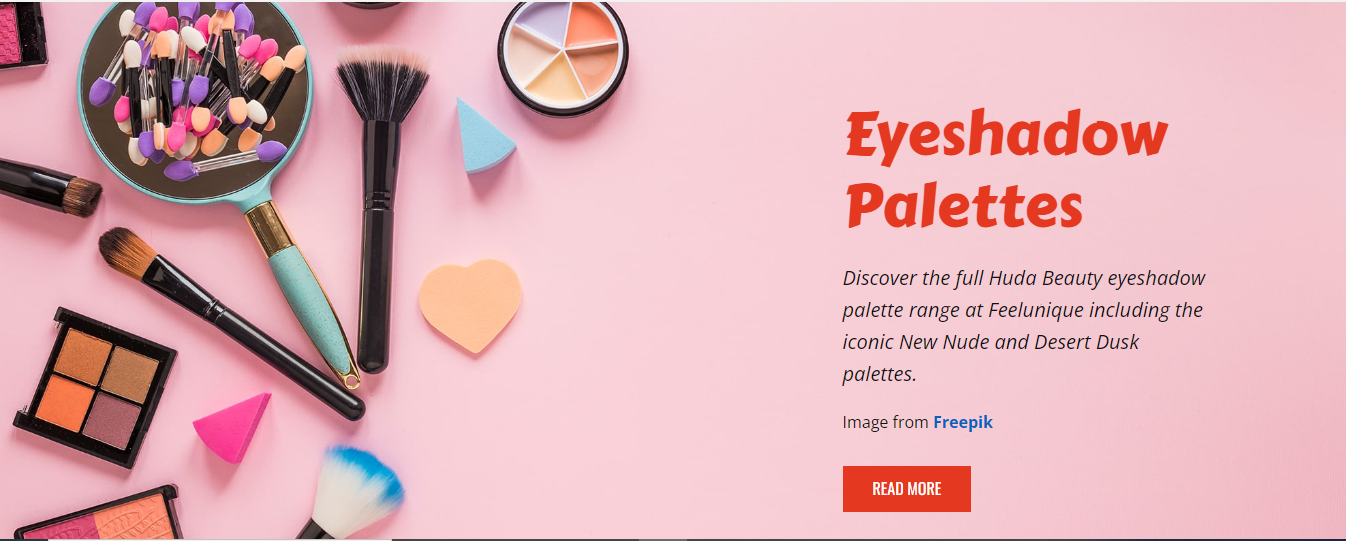 Eyeshadow
Palettes
Discover the full Huda Beauty eyeshadow
palette range at Feelunique including the
iconic New Nude and Desert Dusk
palettes.
Image from Freepik
READ MORE